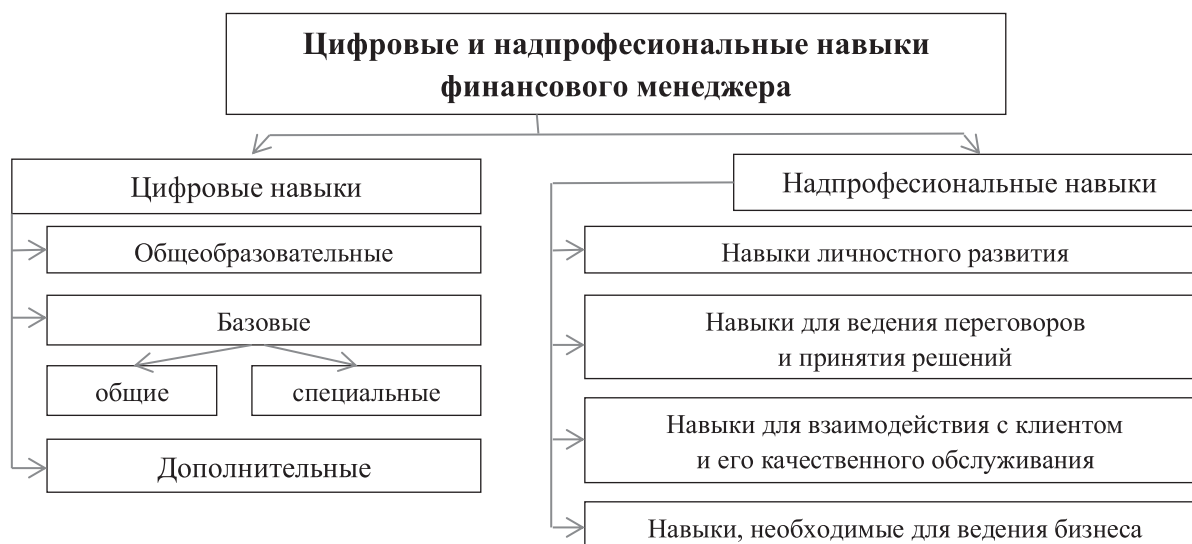 Цифровые и надпрофесиональные навыки
финансового менеджера
Цифровые навыки
Общеобразовательные
Базовые
общие
специальные
Дополнительные
Надпрофесиональные навыки
Навыки личностного развития
Навыки для ведения переговоров
и принятия решений
Навыки для взаимодействия с клиентом
и его качественного обслуживания
Навыки, необходимые для ведения бизнеса